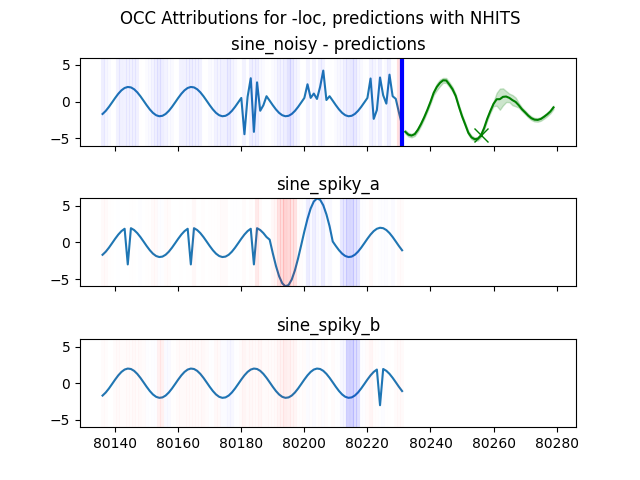 OCC Attributions for -loc, predictions with NHITS
sine_noisy - predictions
5
0
−5
sine_spiky_a
5
0
−5
sine_spiky_b
5
0
−5
80140 80160 80180 80200 80220 80240 80260 80280